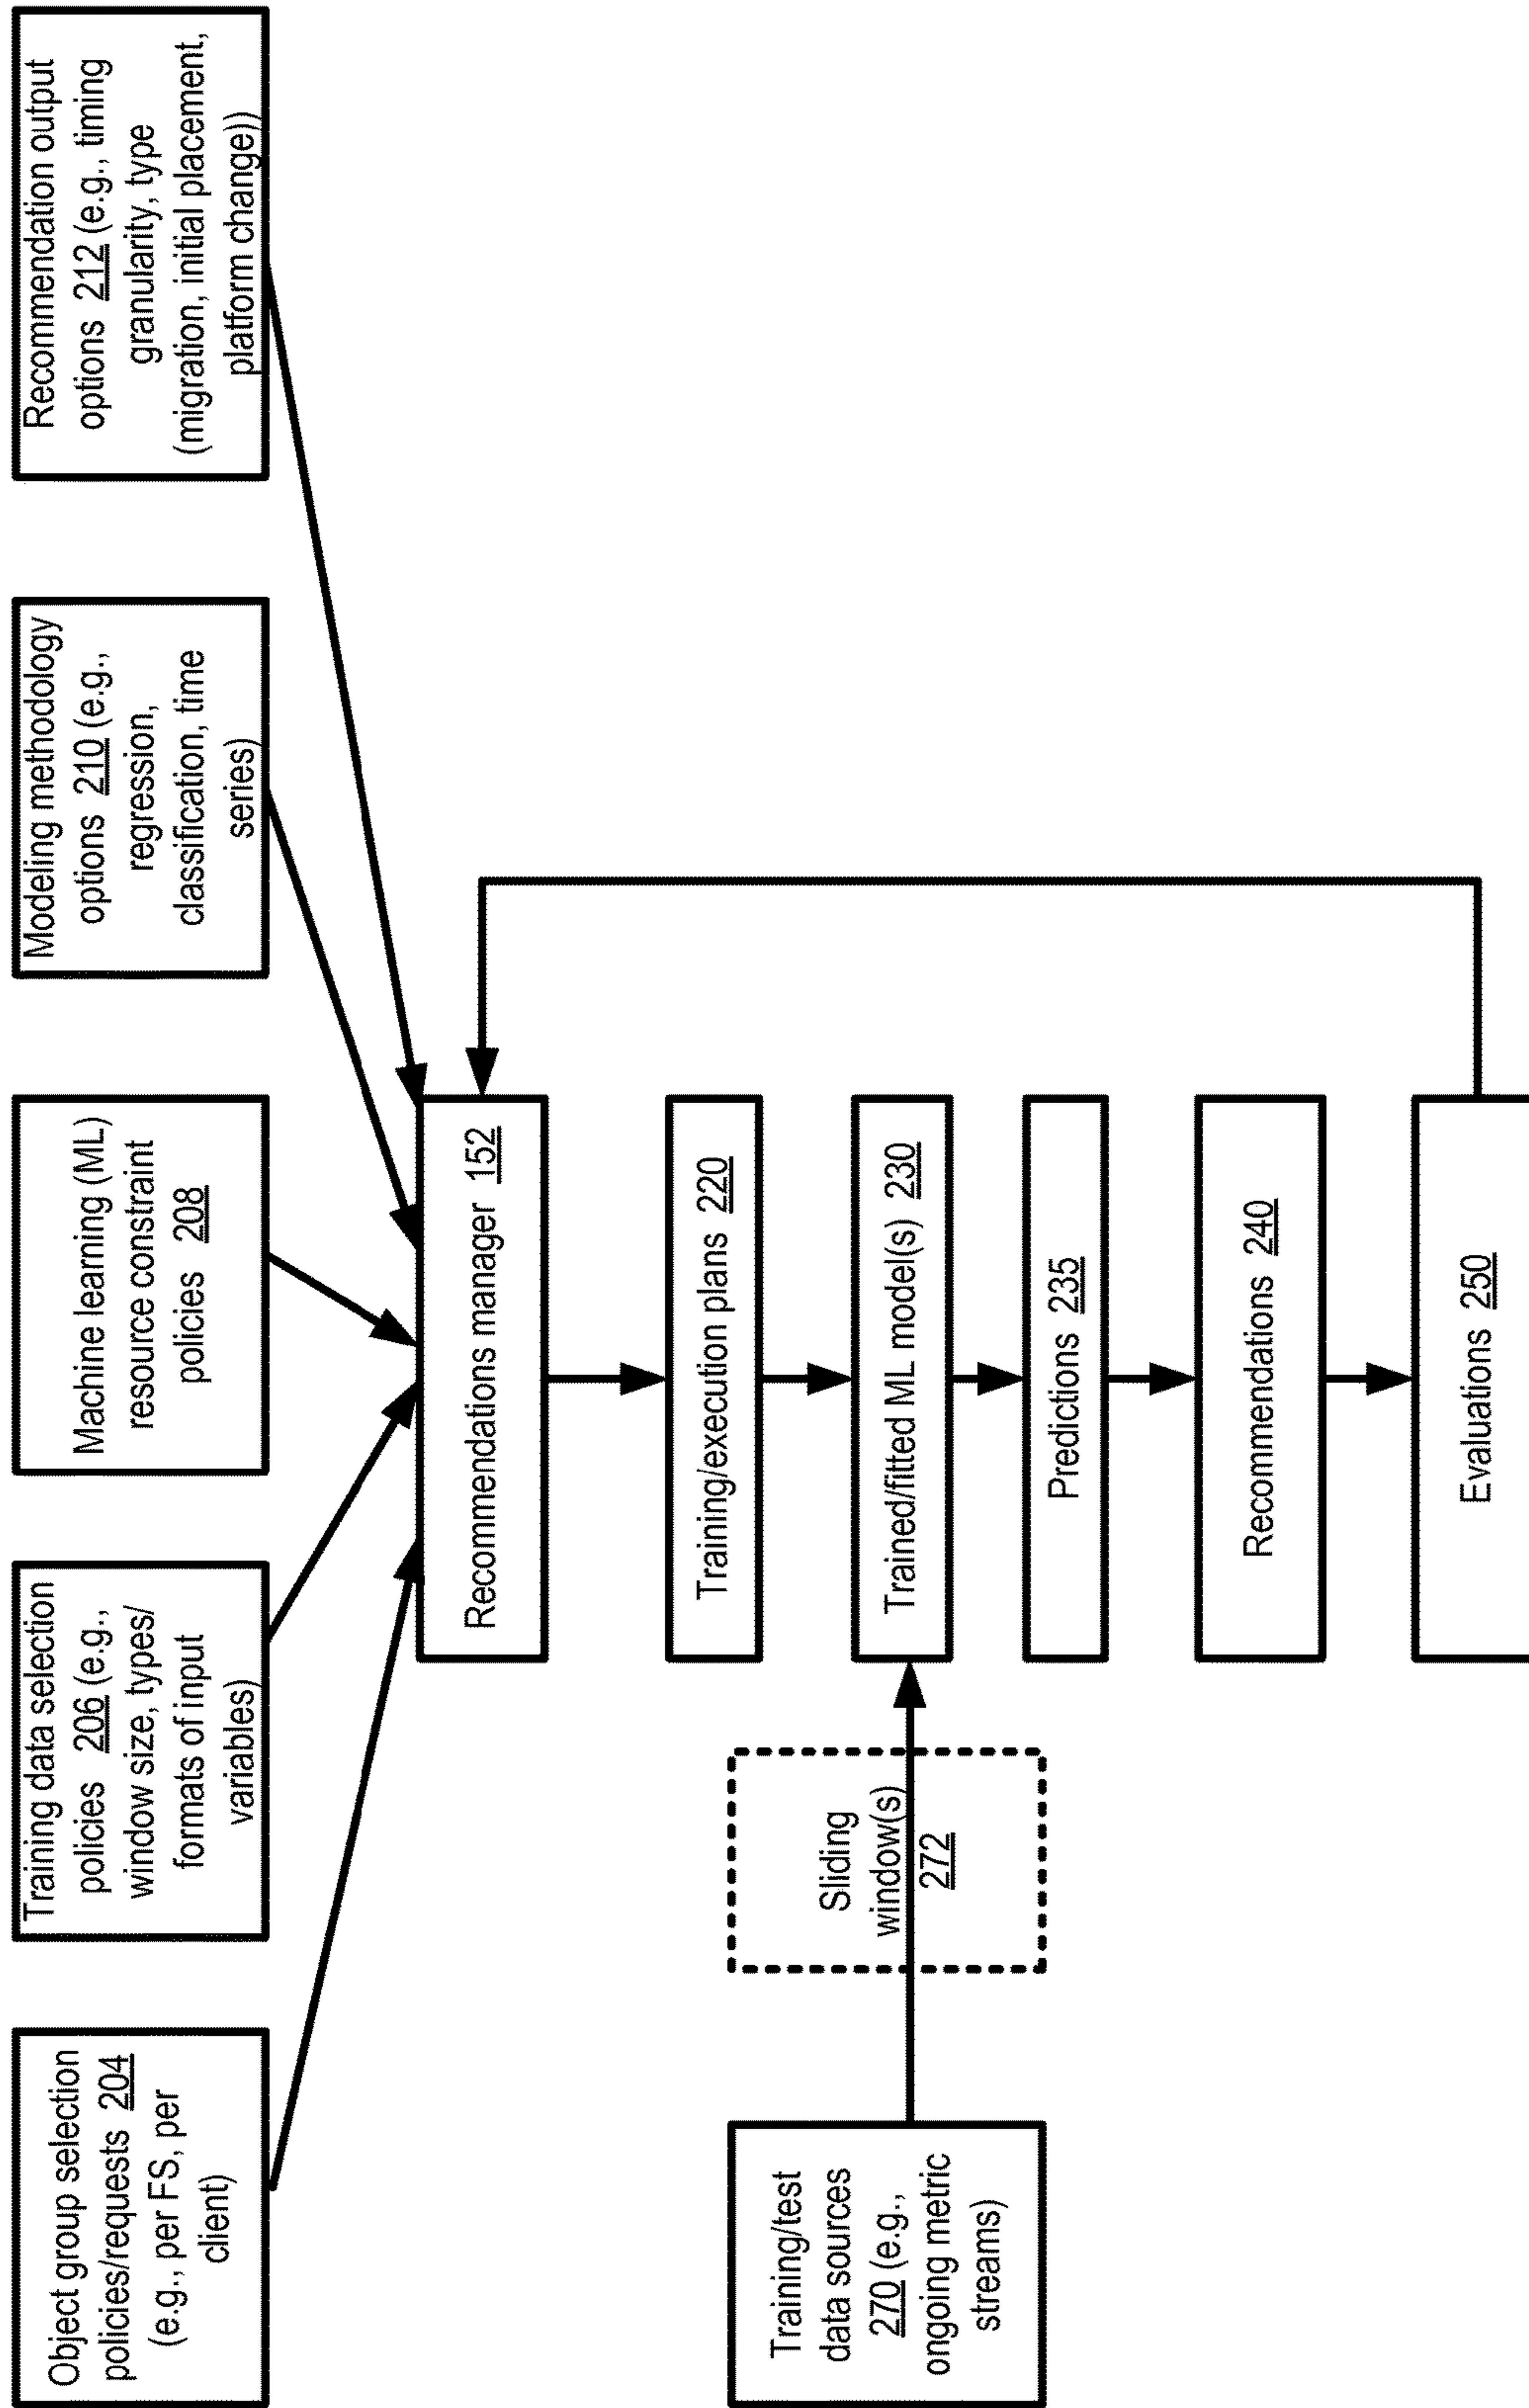 Object group selection
policies/requests 204
(e.g., per FS, per
client)
Training data selection
policies 206 (e.g.,
window size, types/
formats of input
variables)
Machine learning (ML)
resource constraint
policies 208
Modeling methodology
options 210 (e.g.,
regression,
classification, time
series)
Recommendation output
options 212 (e.g., timing
granularity, type
(migration, initial placement,
platform change))
Recommendations manager 152
Training/execution plans 220
Training/test
data sources
270 (e.g.,
ongoing metric
streams)
Sliding
window(s)
272
Trained/fitted ML model(s) 230
Predictions 235
Recommendations 240
Evaluations 250